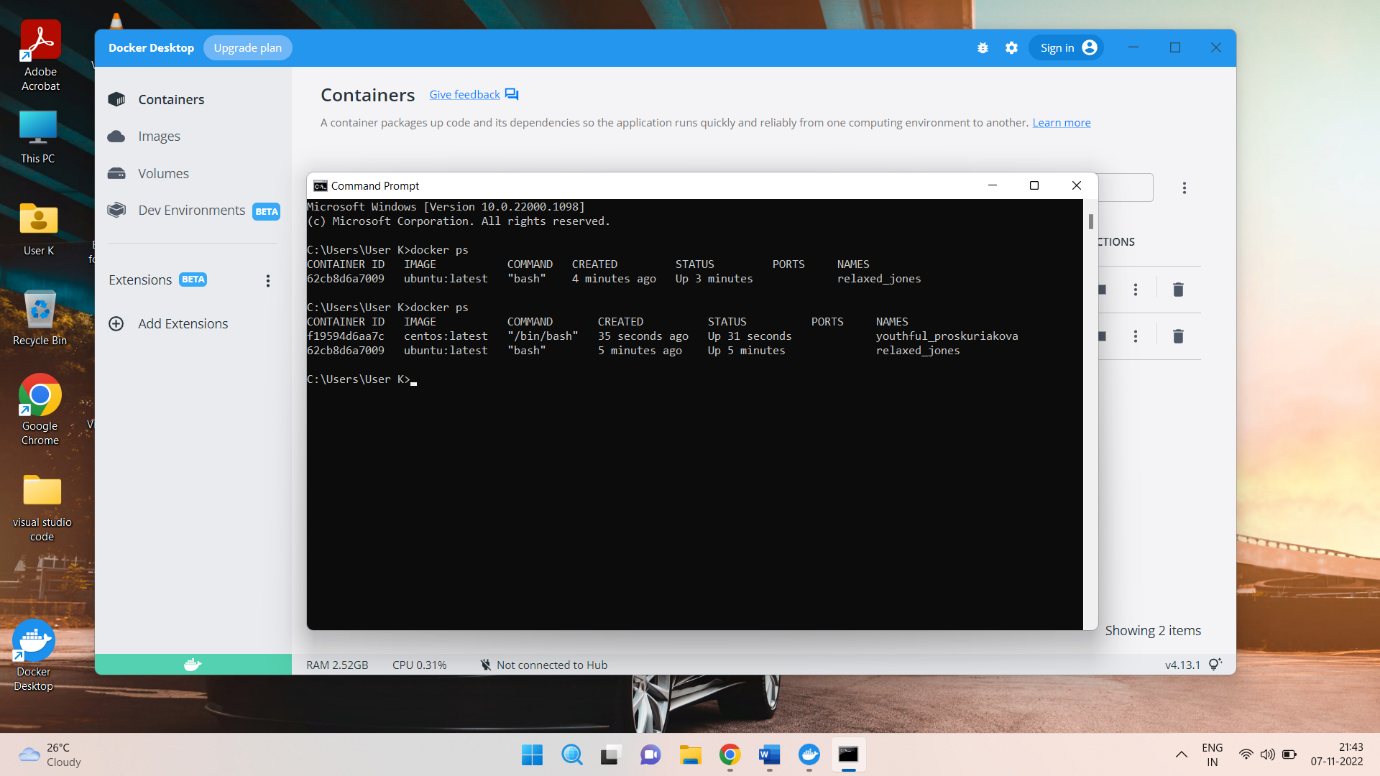 Adobe
Acrobat
This PC
User K
Recycle Bin
Google
Chrome
visual studio
code
Docker
Desktop
Docker Desktop
Upgrade plan
Sign in
Containers
Images
Volumes
Dev Environments BETA
Extensions BETA
Add Extensions
Containers Give feedback
A container packages up code and its dependencies so the application runs quickly and reliably from one computing environment to another. Learn more
CTIONS
Command Prompt
Microsoft Windows [Version 10.0.22000.1098]
(c) Microsoft Corporation. All rights reserved.
C:\Users\User K>docker ps
CONTAINER ID IMAGE COMMAND CREATED STATUS PORTS NAMES
62cb8d6a7009 ubuntu:latest "bash" 4 minutes ago Up 3 minutes relaxed_jones
C:\Users\User K>docker ps
CONTAINER ID IMAGE COMMAND CREATED STATUS PORTS NAMES
f19594d6aa7c centos:latest "/bin/bash" 35 seconds ago Up 31 seconds youthful_proskuriakova
62cb8d6a7009 ubuntu:latest "bash" 5 minutes ago Up 5 minutes relaxed_jones
C:\Users\User K>
Showing 2 items
RAM 2.52GB CPU 0.31% Not connected to Hub v4.13.1
26°C
Cloudy
ENG
IN
21:43
07-11-2022